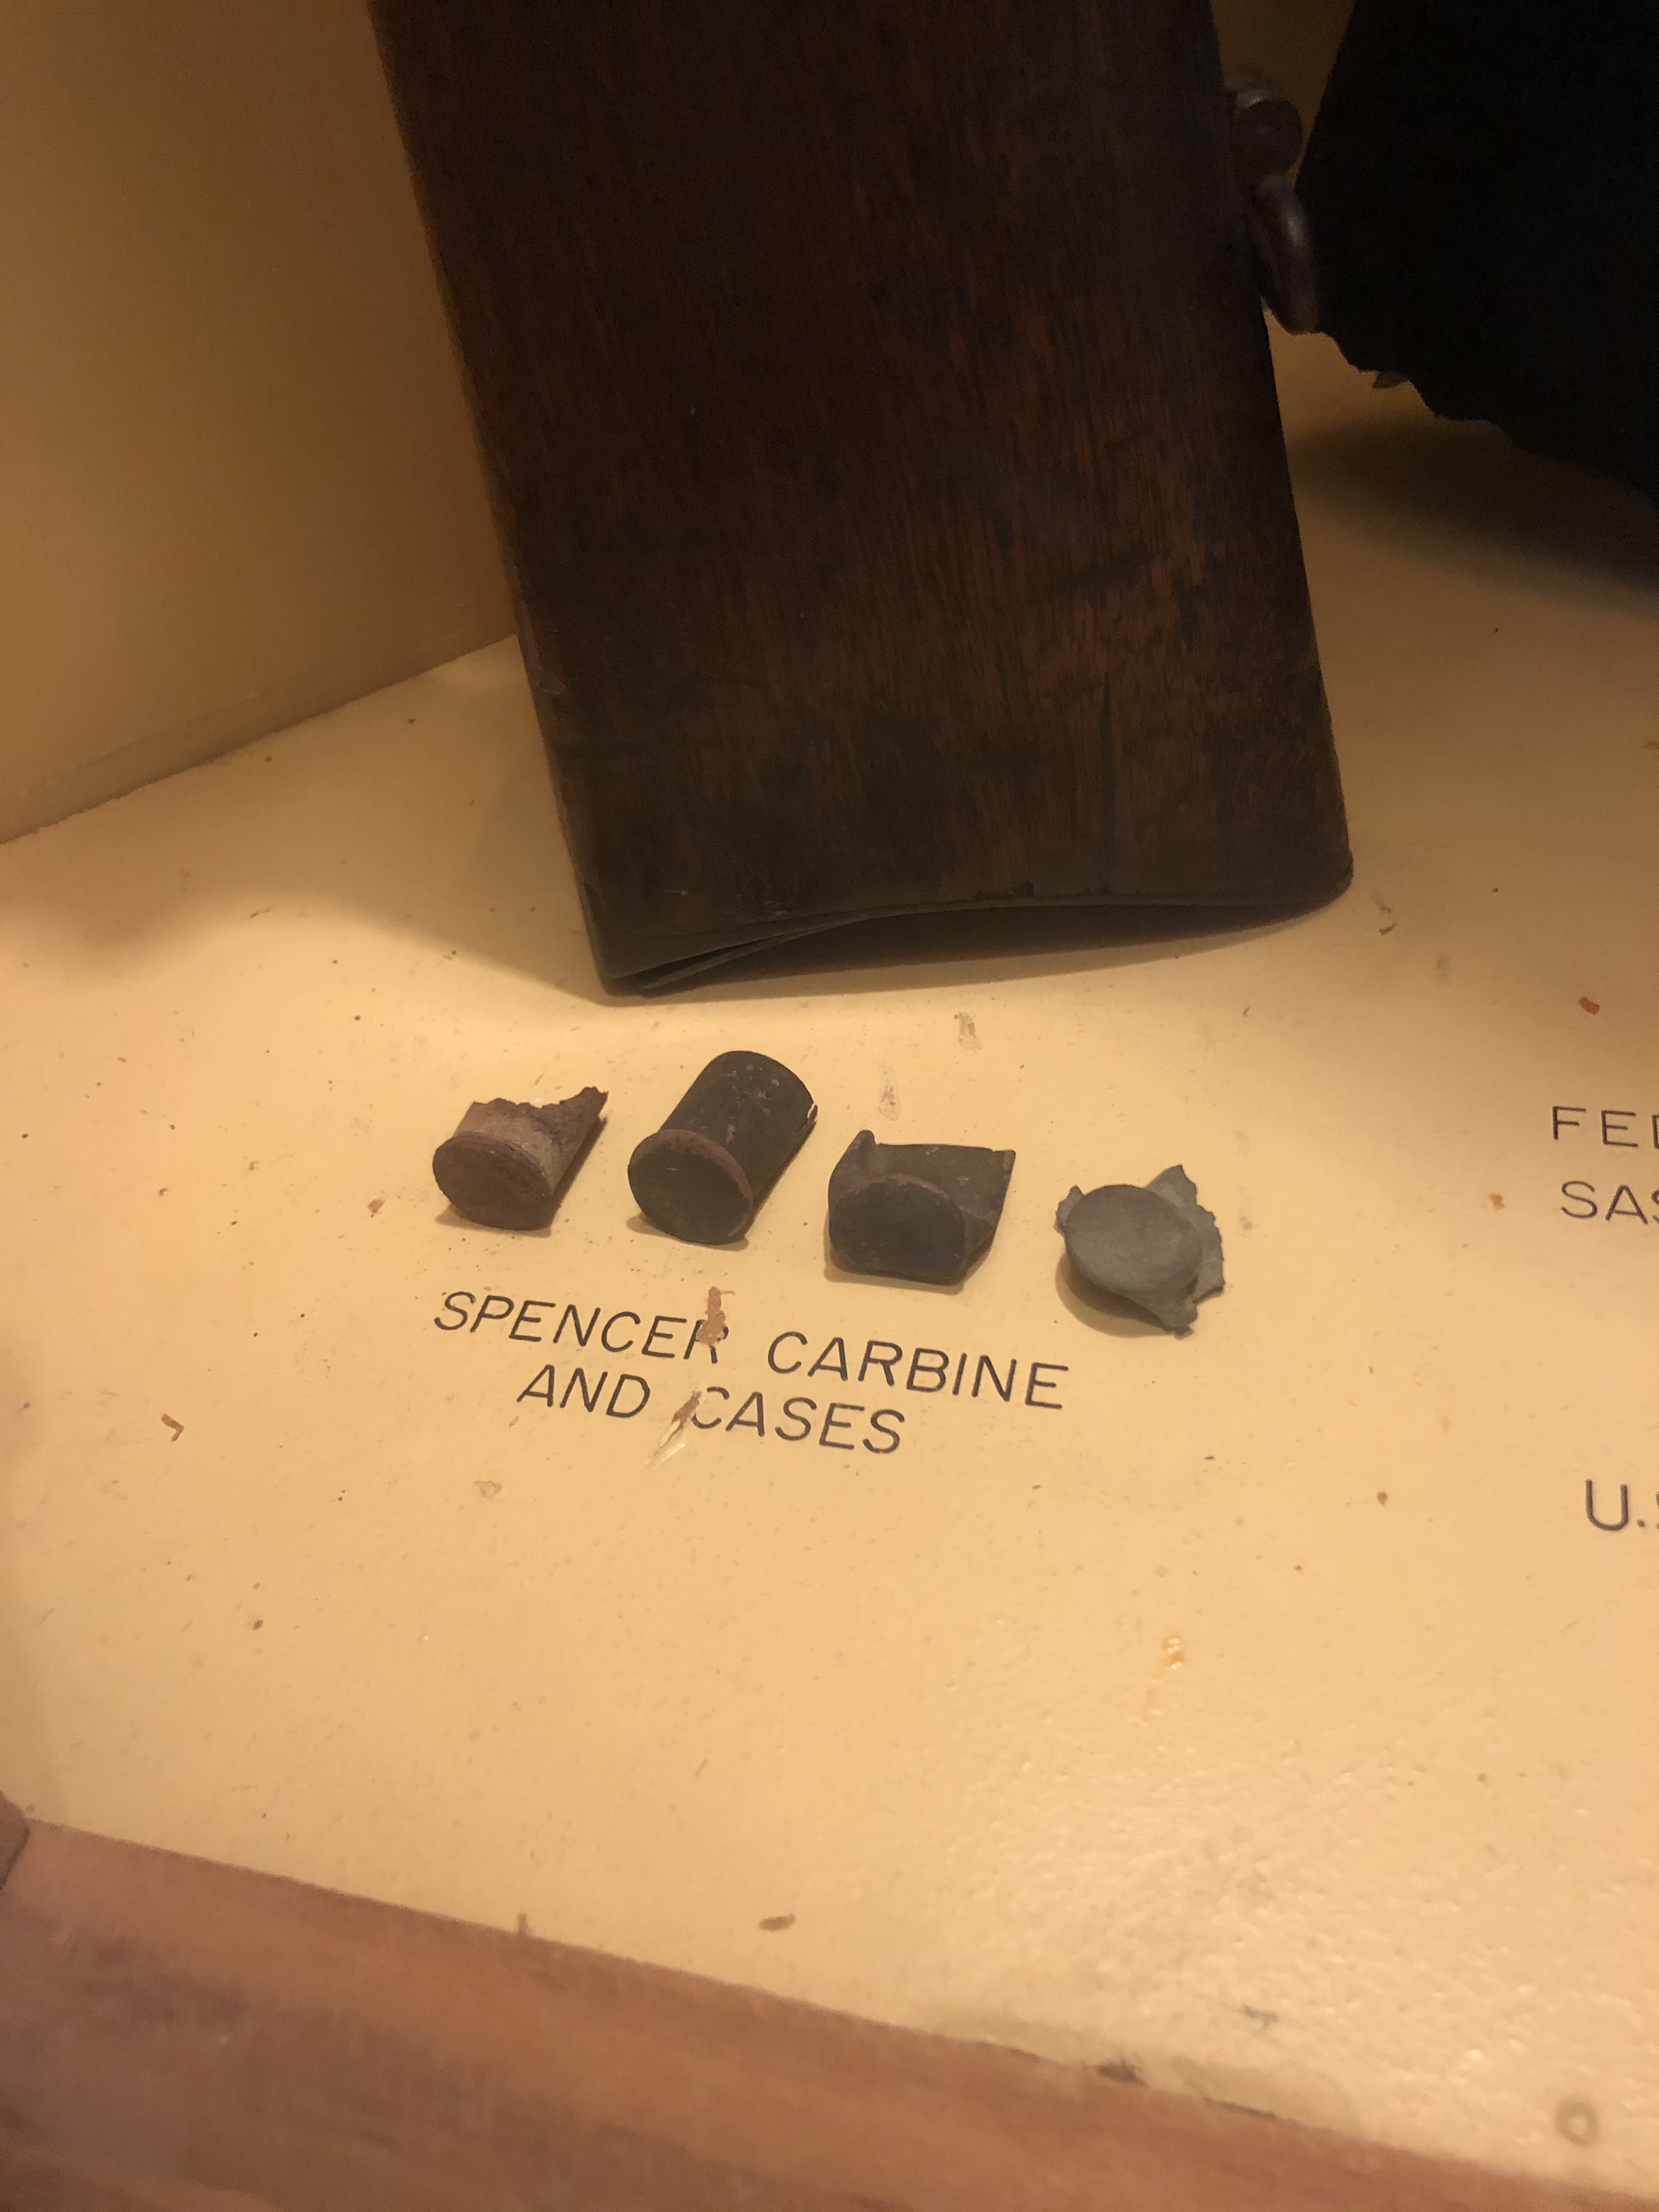 SPENCER CARBINE
AND CASES